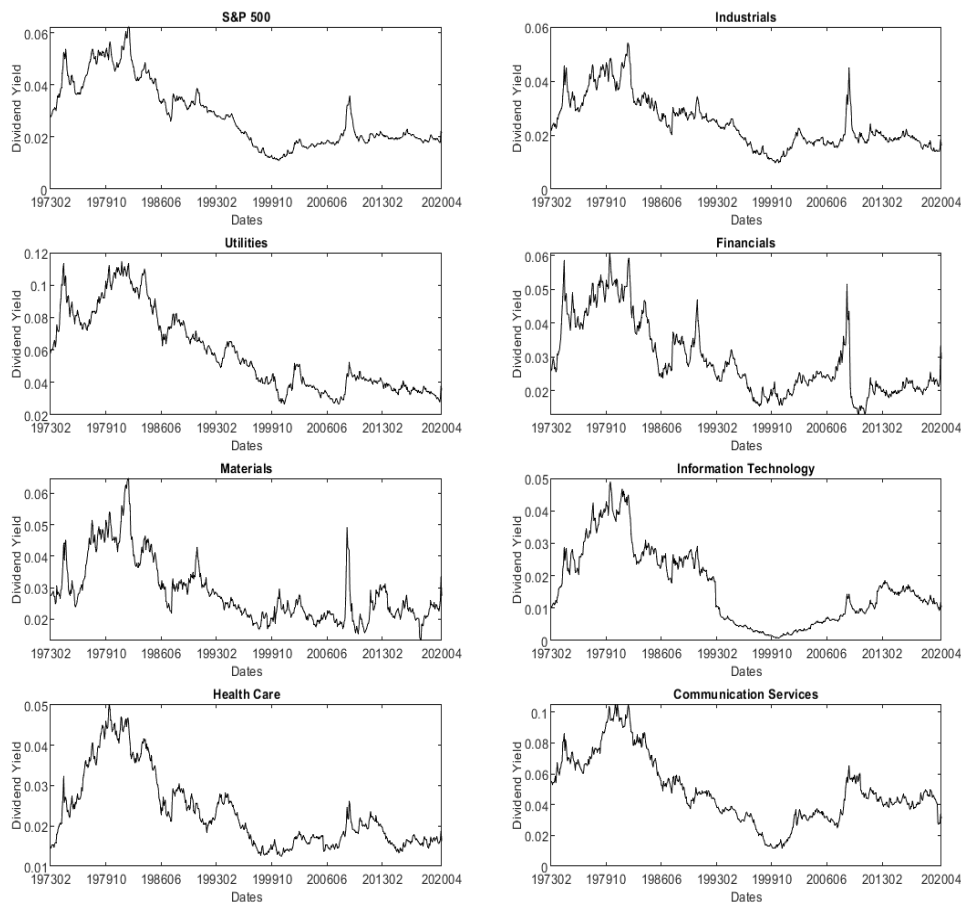 S&P 500
Dividend Yield
0.06
0.04
0.02
0
197302 197910 198606 199302 199910 200606 201302 202004
Dates
Industrials
Dividend Yield
0.06
0.04
0.02
0
197302 197910 198606 199302 199910 200606 201302 202004
Dates
Utilities
Dividend Yield
0.12
0.1
0.08
0.06
0.04
0.02
197302 197910 198606 199302 199910 200606 201302 202004
Dates
Financials
Dividend Yield
0.06
0.05
0.04
0.03
0.02
197302 197910 198606 199302 199910 200606 201302 202004
Dates
Materials
Dividend Yield
0.06
0.05
0.04
0.03
0.02
197302 197910 198606 199302 199910 200606 201302 202004
Dates
Information Technology
Dividend Yield
0.05
0.04
0.03
0.02
0.01
0
197302 197910 198606 199302 199910 200606 201302 202004
Dates
Health Care
Dividend Yield
0.05
0.04
0.03
0.02
0.01
197302 197910 198606 199302 199910 200606 201302 202004
Dates
Communication Services
Dividend Yield
0.1
0.08
0.06
0.04
0.02
0
197302 197910 198606 199302 199910 200606 201302 202004
Dates